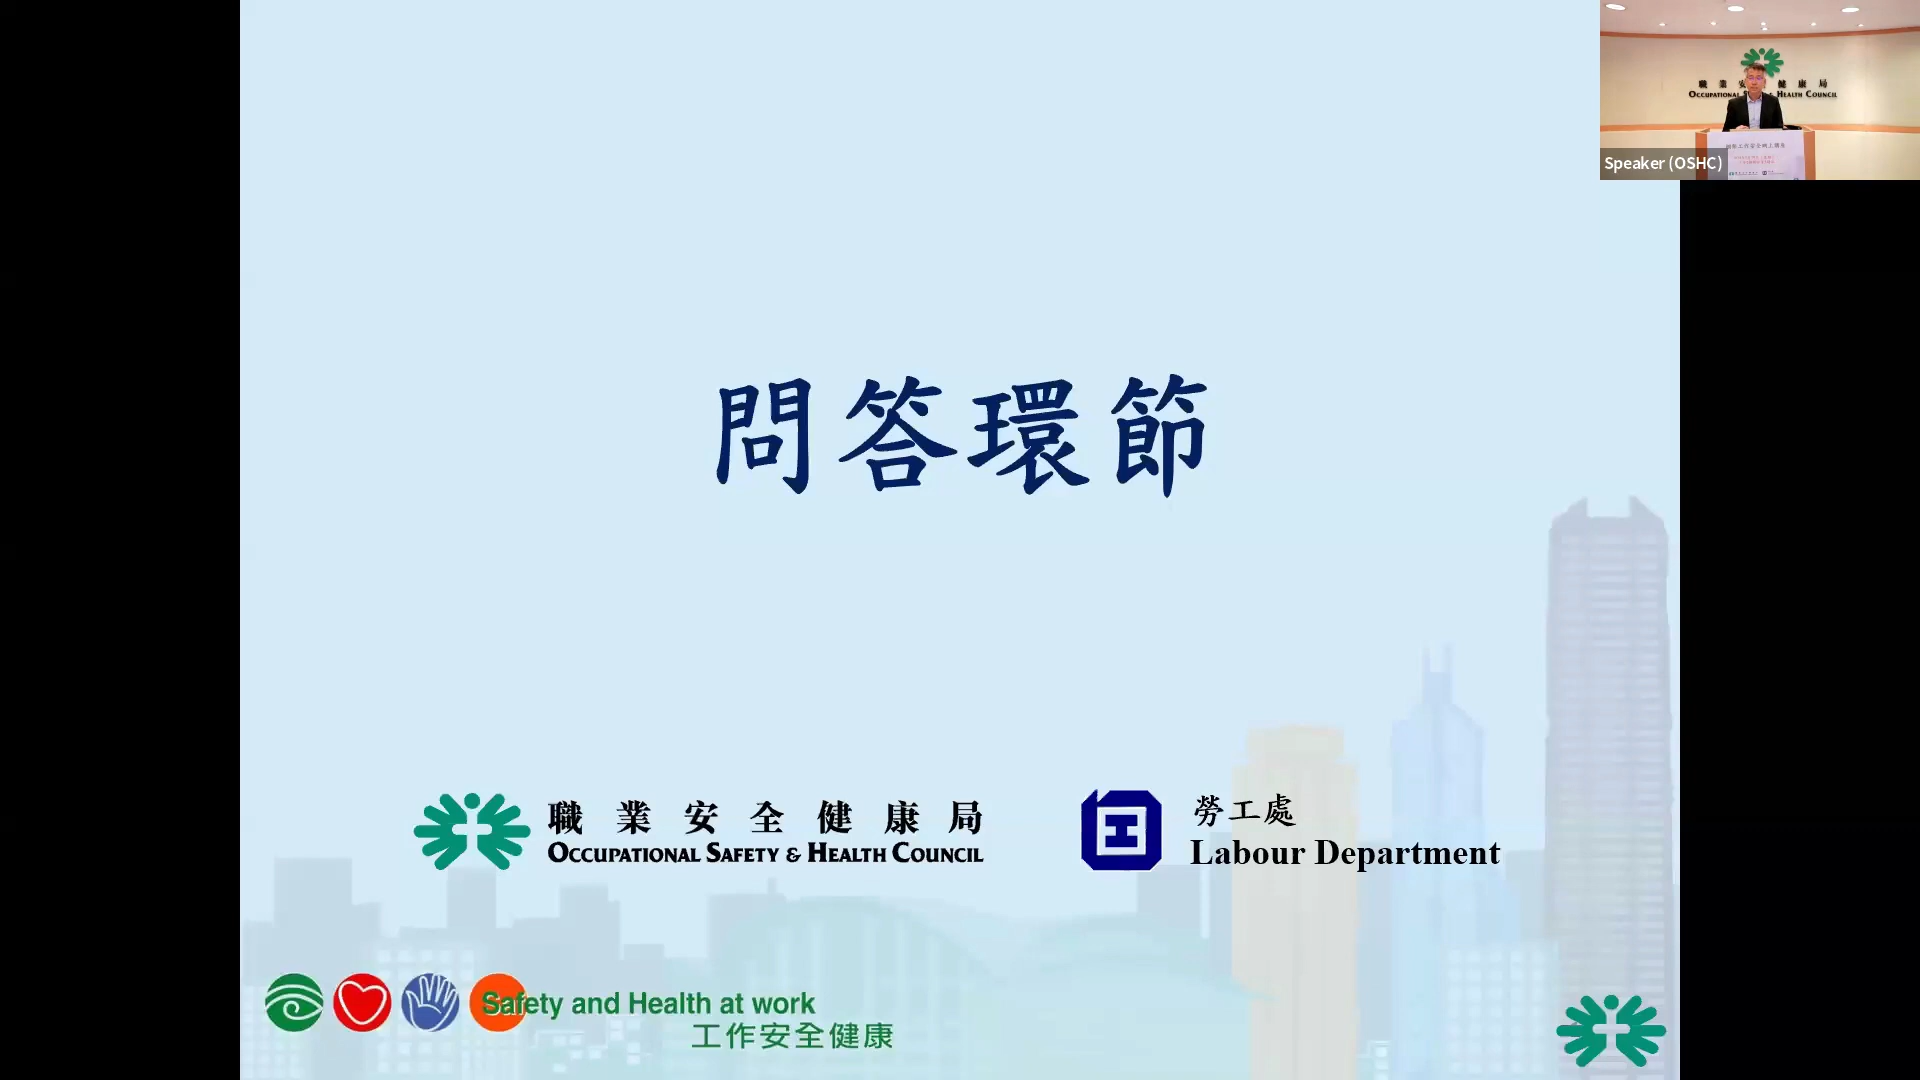 問答環節
職業安全健康局
OCCUPATIONAL SAFETY & HEALTH COUNCIL
勞工處
Labour Department
Safety and Health at work
工作安全健康
Speaker (OSHC)